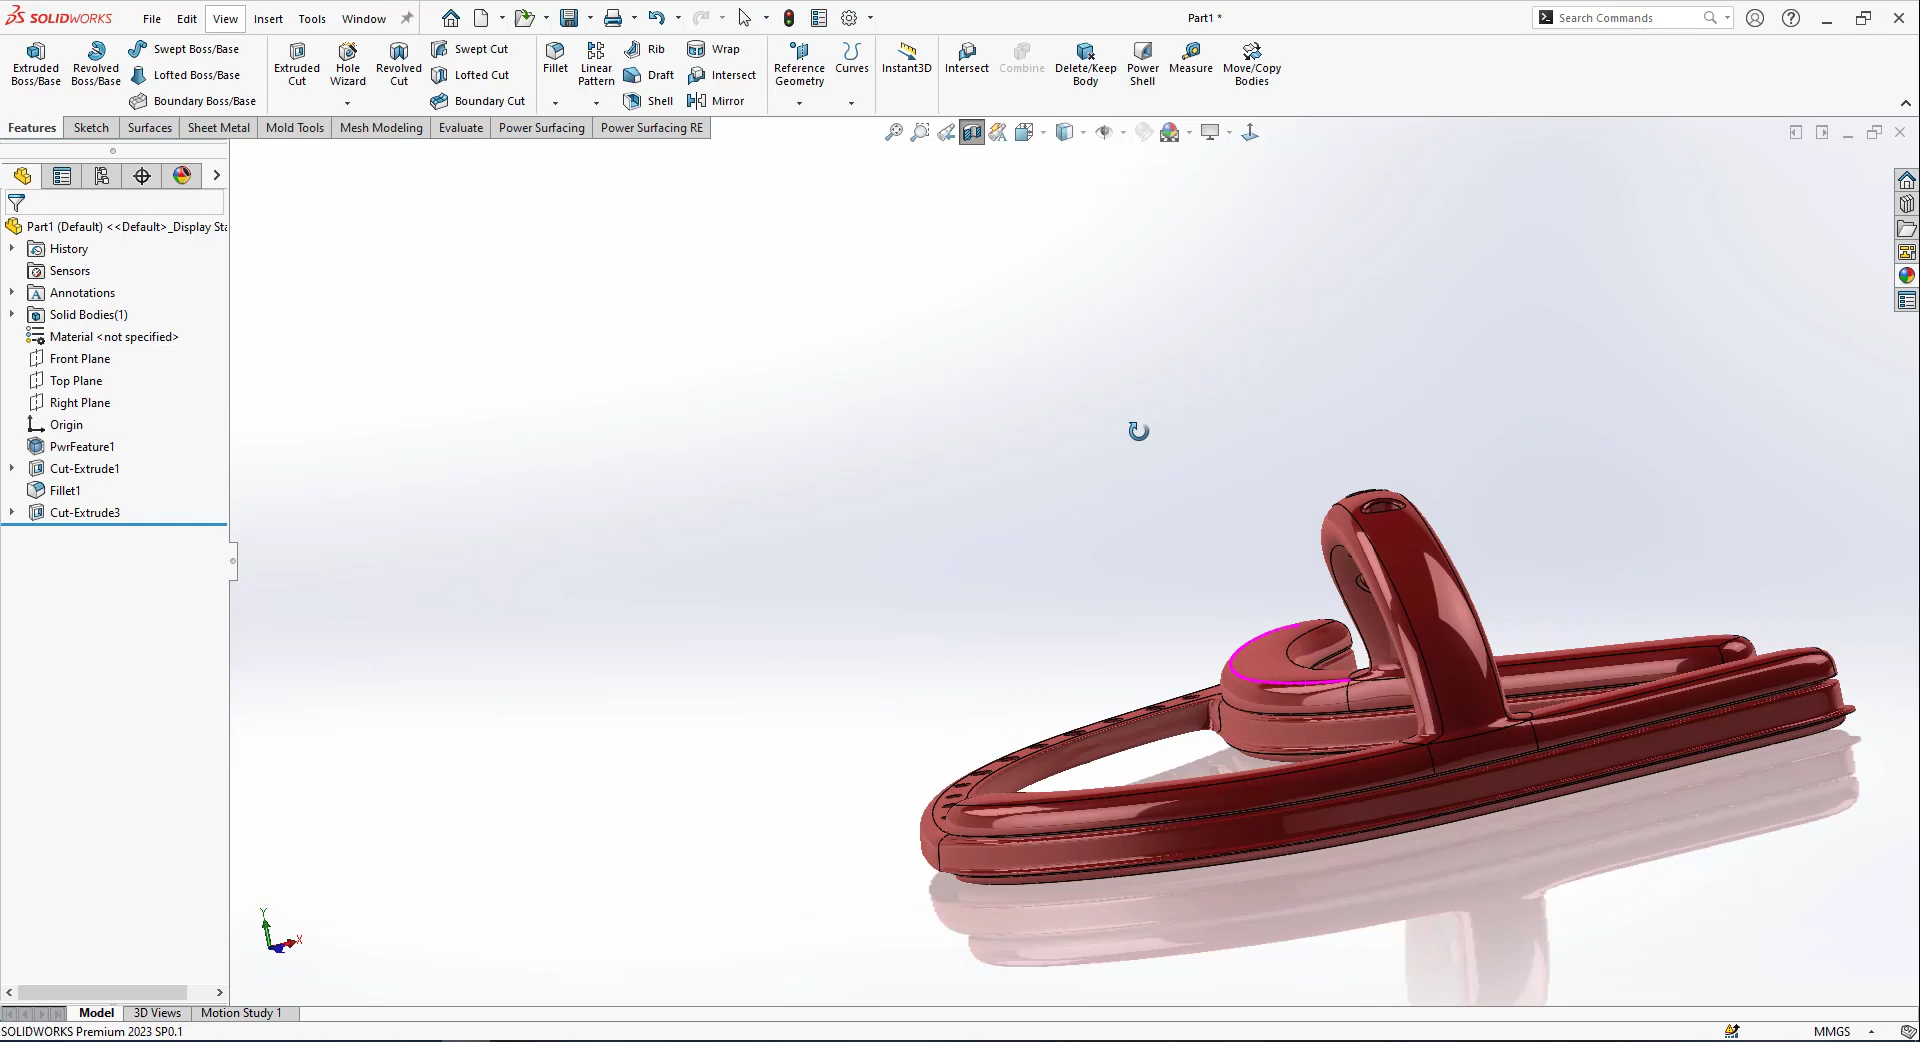 SOLIDWORKS File Edit View Insert Tools Window Part1 * Search Commands
Extruded Boss/Base
Revolved Boss/Base
Swept Boss/Base
Lofted Boss/Base
Boundary Boss/Base
Extruded Cut
Hole Wizard
Revolved Cut
Swept Cut
Lofted Cut
Boundary Cut
Fillet
Linear Pattern
Rib
Draft
Shell
Wrap
Intersect
Mirror
Reference Geometry
Curves
Instant3D
Intersect
Combine
Delete/Keep Body
Power Shell
Measure
Move/Copy Bodies
Features Sketch Surfaces Sheet Metal Mold Tools Mesh Modeling Evaluate Power Surfacing Power Surfacing RE
Part1 (Default) <<Default>_Display Sta
History
Sensors
Annotations
Solid Bodies(1)
Material <not specified>
Front Plane
Top Plane
Right Plane
Origin
PwrFeature1
Cut-Extrude1
Fillet1
Cut-Extrude3
Y
X
Model 3D Views Motion Study 1
SOLIDWORKS Premium 2023 SP0.1 MMGS